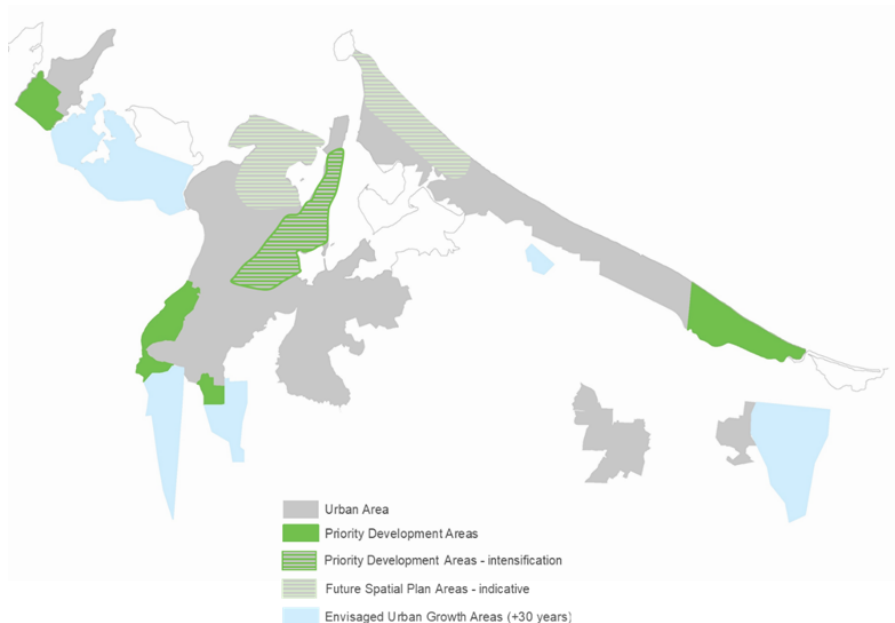 Urban Area
Priority Development Areas
Priority Development Areas - intensification
Future Spatial Plan Areas - indicative
Envisaged Urban Growth Areas (+30 years)